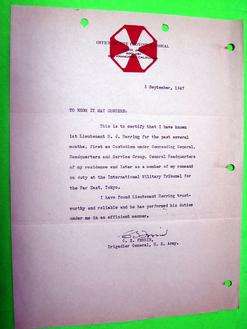 OFFICE
GENERAL
3 September, 1947
TO WHOM IT MAY CONCERN:
This is to certify that I have known
1st Lieutenant H. J. Herring for the past several
months. First as Custodian under Commanding General,
Headquarters and Service Group, General Headquarters
of my residence and later as a member of my command
on duty at the International Military Tribunal for
the Far East, Tokyo.
I have found Lieutenant Herring trust-
worthy and reliable and he has performed his duties
under me in an efficient manner.
Brigadier General, U. S. Army.